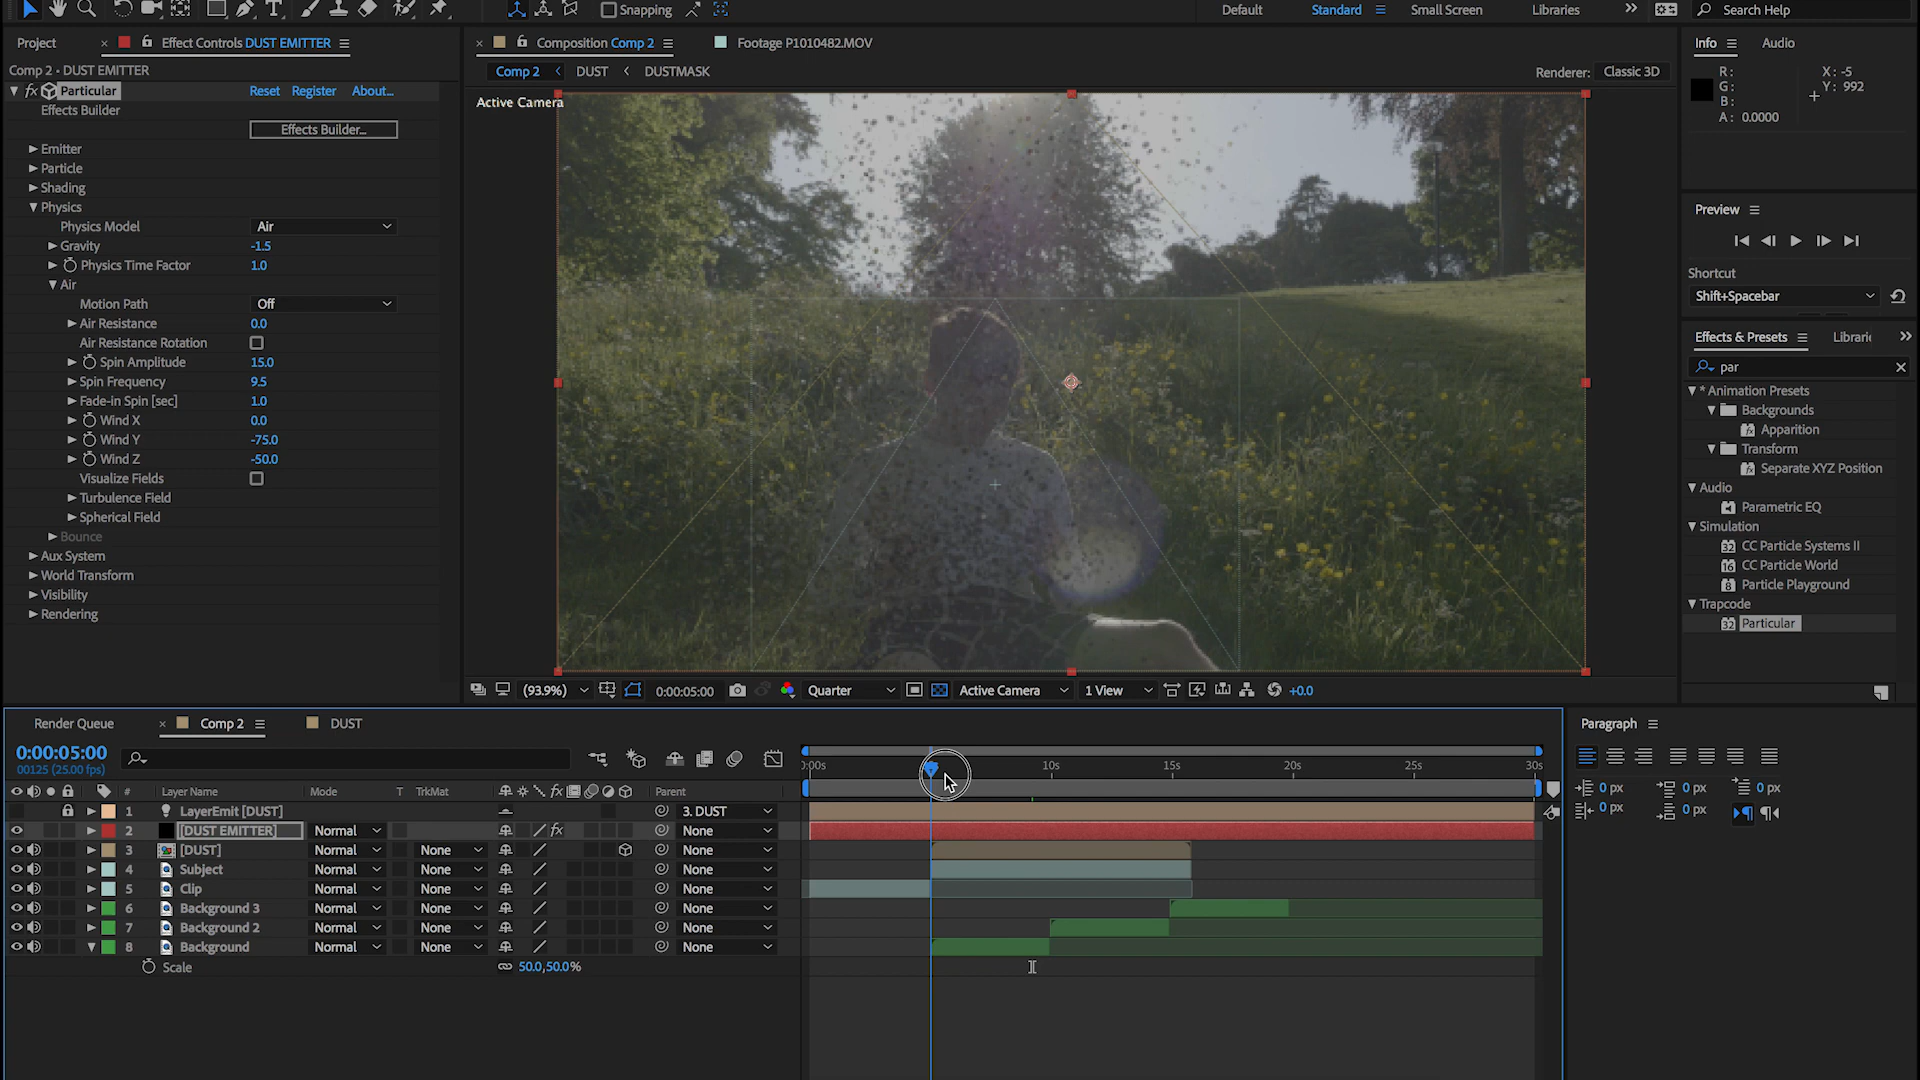 Snapping
Default
Standard
Small Screen
Libraries
Search Help
Project
Effect Controls DUST EMITTER
Composition Comp 2
Footage P1010482.MOV
Info
Audio
Comp 2 • DUST EMITTER
Comp 2
DUST
DUSTMASK
Renderer:
Classic 3D
R:
G:
B:
A: 0.0000
X: -5
Y: 992
fx Particular
Reset
Register
About...
Active Camera
Effects Builder
Effects Builder...
Emitter
Particle
Shading
Physics
Physics Model
Air
Gravity
-1.5
Physics Time Factor
1.0
Air
Motion Path
Off
Air Resistance
0.0
Air Resistance Rotation
Spin Amplitude
15.0
Spin Frequency
9.5
Fade-in Spin [sec]
1.0
Wind X
0.0
Wind Y
-75.0
Wind Z
-50.0
Visualize Fields
Turbulence Field
Spherical Field
Bounce
Aux System
World Transform
Visibility
Rendering
Preview
Shortcut
Shift+Spacebar
Effects & Presets
Librari
par
* Animation Presets
Backgrounds
Apparition
Transform
Separate XYZ Position
Audio
Parametric EQ
Simulation
32 CC Particle Systems II
16 CC Particle World
8 Particle Playground
Trapcode
32 Particular
(93.9%)
0:00:05:00
Quarter
Active Camera
1 View
+0.0
Render Queue
Comp 2
DUST
Paragraph
0:00:05:00
00125 (25.00 fps)
0:00s
10s
15s
20s
25s
30s
# Layer Name
Mode
T TrkMat
fx
Parent
1 LayerEmit [DUST]
3. DUST
2 [DUST EMITTER]
Normal
fx
None
3 [DUST]
Normal
None
None
4 Subject
Normal
None
None
5 Clip
Normal
None
None
6 Background 3
Normal
None
None
7 Background 2
Normal
None
None
8 Background
Normal
None
None
Scale
50.0,50.0%
0 px
0 px
0 px
0 px
0 px